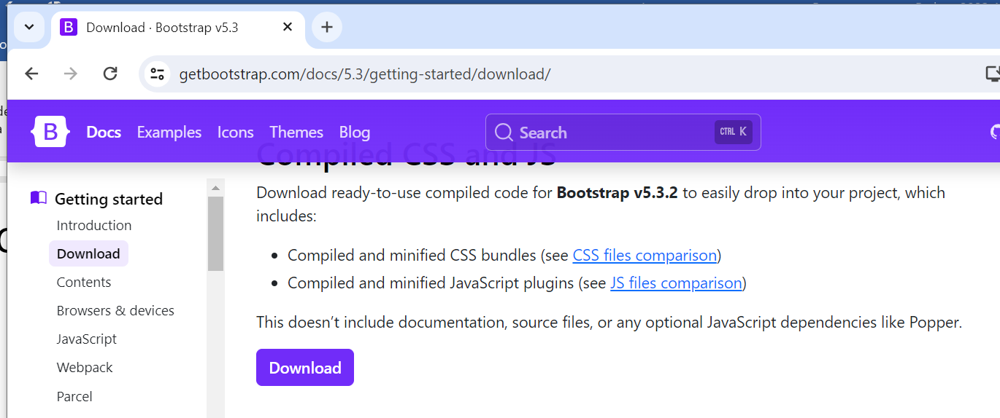 Download · Bootstrap v5.3
getbootstrap.com/docs/5.3/getting-started/download/
B Docs Examples Icons Themes Blog Search CTRL K
Compiled CSS and JS
Getting started
Introduction
Download
Contents
Browsers & devices
JavaScript
Webpack
Parcel
Download ready-to-use compiled code for Bootstrap v5.3.2 to easily drop into your project, which
includes:
Compiled and minified CSS bundles (see CSS files comparison)
Compiled and minified JavaScript plugins (see JS files comparison)
This doesn’t include documentation, source files, or any optional JavaScript dependencies like Popper.
Download